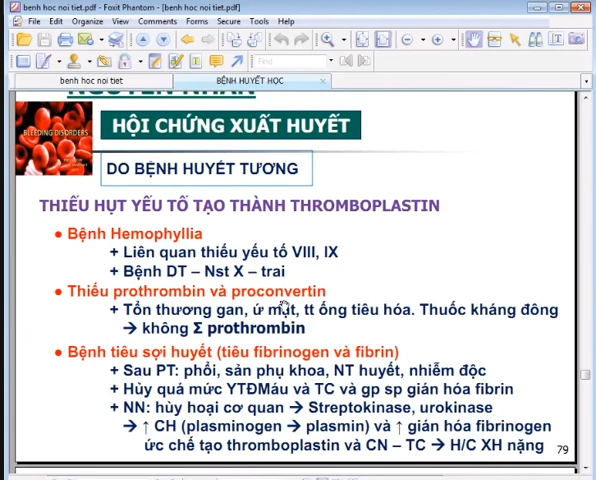 benh hoc noi tiet.pdf - Foxit Phantom - [benh hoc noi tiet.pdf]
File Edit Organize View Comments Forms Secure Tools Help
Find
benh hoc noi tiet
BỆNH HUYẾT HỌC
NGUYÊN NHÂN
BLEEDING DISORDERS
HỘI CHỨNG XUẤT HUYẾT
DO BỆNH HUYẾT TƯƠNG
THIẾU HỤT YẾU TỐ TẠO THÀNH THROMBOPLASTIN
• Bệnh Hemophyllia
+ Liên quan thiếu yếu tố VIII, IX
+ Bệnh DT – Nst X – trai
• Thiếu prothrombin và proconvertin
+ Tổn thương gan, ứ mật, tt ống tiêu hóa. Thuốc kháng đông
→ không Σ prothrombin
• Bệnh tiêu sợi huyết (tiêu fibrinogen và fibrin)
+ Sau PT: phổi, sản phụ khoa, NT huyết, nhiễm độc
+ Hủy quá mức YTĐMáu và TC và gp sp gián hóa fibrin
+ NN: hủy hoại cơ quan → Streptokinase, urokinase
→ ↑ CH (plasminogen → plasmin) và ↑ gián hóa fibrinogen
ức chế tạo thromboplastin và CN – TC → H/C XH nặng
79